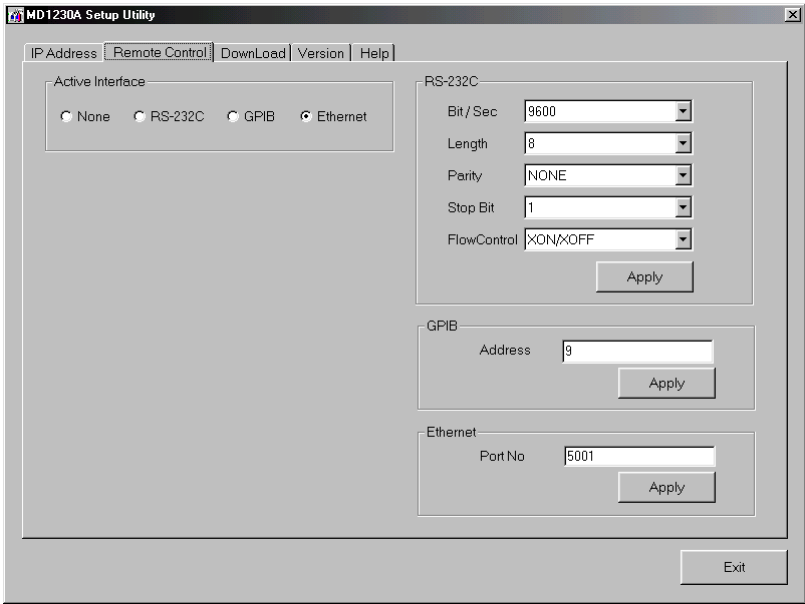 MD1230A Setup Utility
IP Address Remote Control DownLoad Version Help
Active Interface
None RS-232C GPIB Ethernet
RS-232C
Bit / Sec 9600
Length 8
Parity NONE
Stop Bit 1
FlowControl XON/XOFF
Apply
GPIB
Address 9
Apply
Ethernet
Port No 5001
Apply
Exit